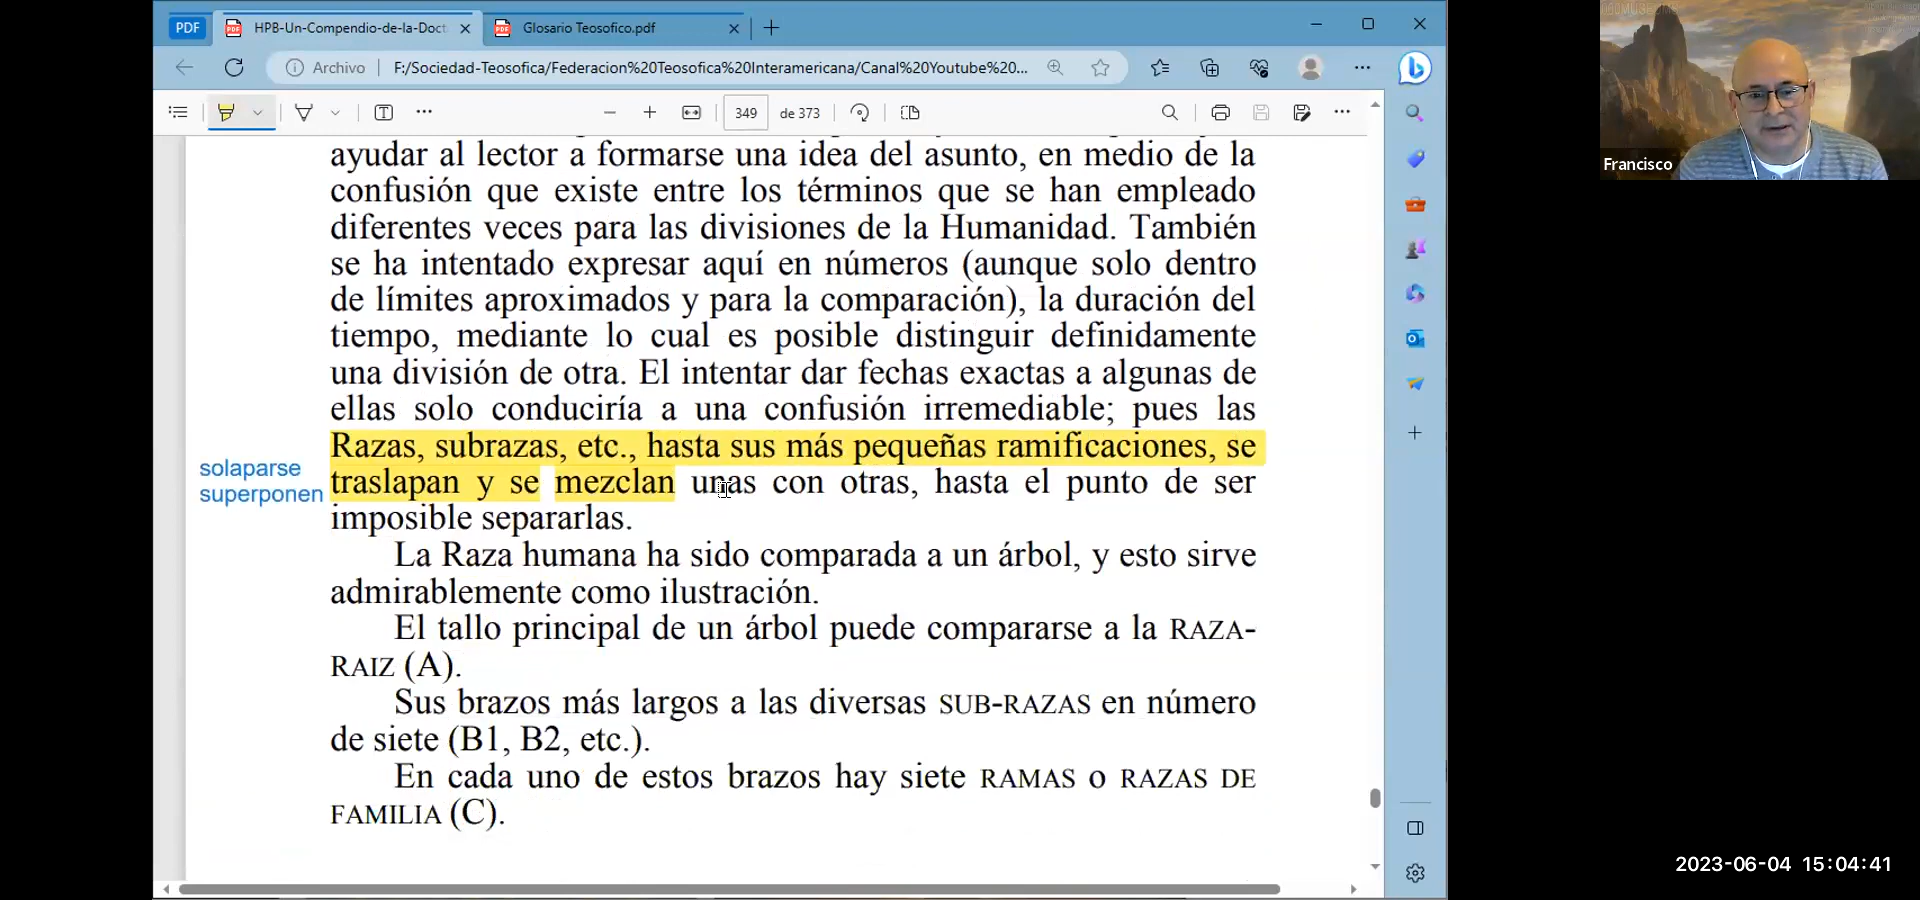 PDF
HPB-Un-Compendio-de-la-Doct
Glosario Teosofico.pdf
Archivo
F:/Sociedad-Teosofica/Federacion%20Teosofica%20Interamericana/Canal%20Youtube%20...
349
de 373
ayudar al lector a formarse una idea del asunto, en medio de la
confusión que existe entre los términos que se han empleado
diferentes veces para las divisiones de la Humanidad. También
se ha intentado expresar aquí en números (aunque solo dentro
de límites aproximados y para la comparación), la duración del
tiempo, mediante lo cual es posible distinguir definidamente
una división de otra. El intentar dar fechas exactas a algunas de
ellas solo conduciría a una confusión irremediable; pues las
Razas, subrazas, etc., hasta sus más pequeñas ramificaciones, se
solaparse
superponen
traslapan y se mezclan unas con otras, hasta el punto de ser
imposible separarlas.
La Raza humana ha sido comparada a un árbol, y esto sirve
admirablemente como ilustración.
El tallo principal de un árbol puede compararse a la RAZA-
RAIZ (A).
Sus brazos más largos a las diversas SUB-RAZAS en número
de siete (B1, B2, etc.).
En cada uno de estos brazos hay siete RAMAS o RAZAS DE
FAMILIA (C).
Francisco
2023-06-04 15:04:41